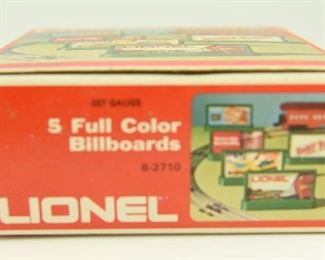 027 GAUGE
5 Full Color
Billboards
6-2710
LIONEL
LIONEL